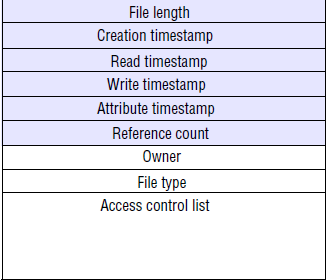 File length
Creation timestamp
Read timestamp
Write timestamp
Attribute timestamp
Reference count
Owner
File type
Access control list